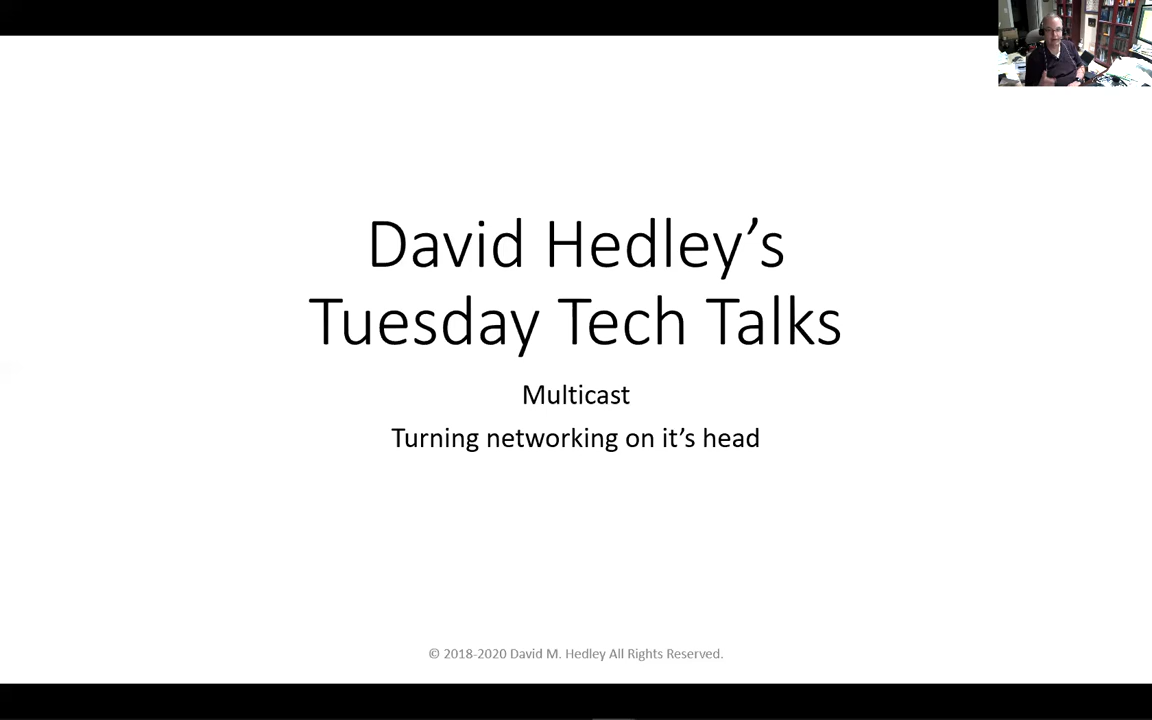 David Hedley’s
Tuesday Tech Talks
Multicast
Turning networking on it’s head
© 2018-2020 David M. Hedley All Rights Reserved.